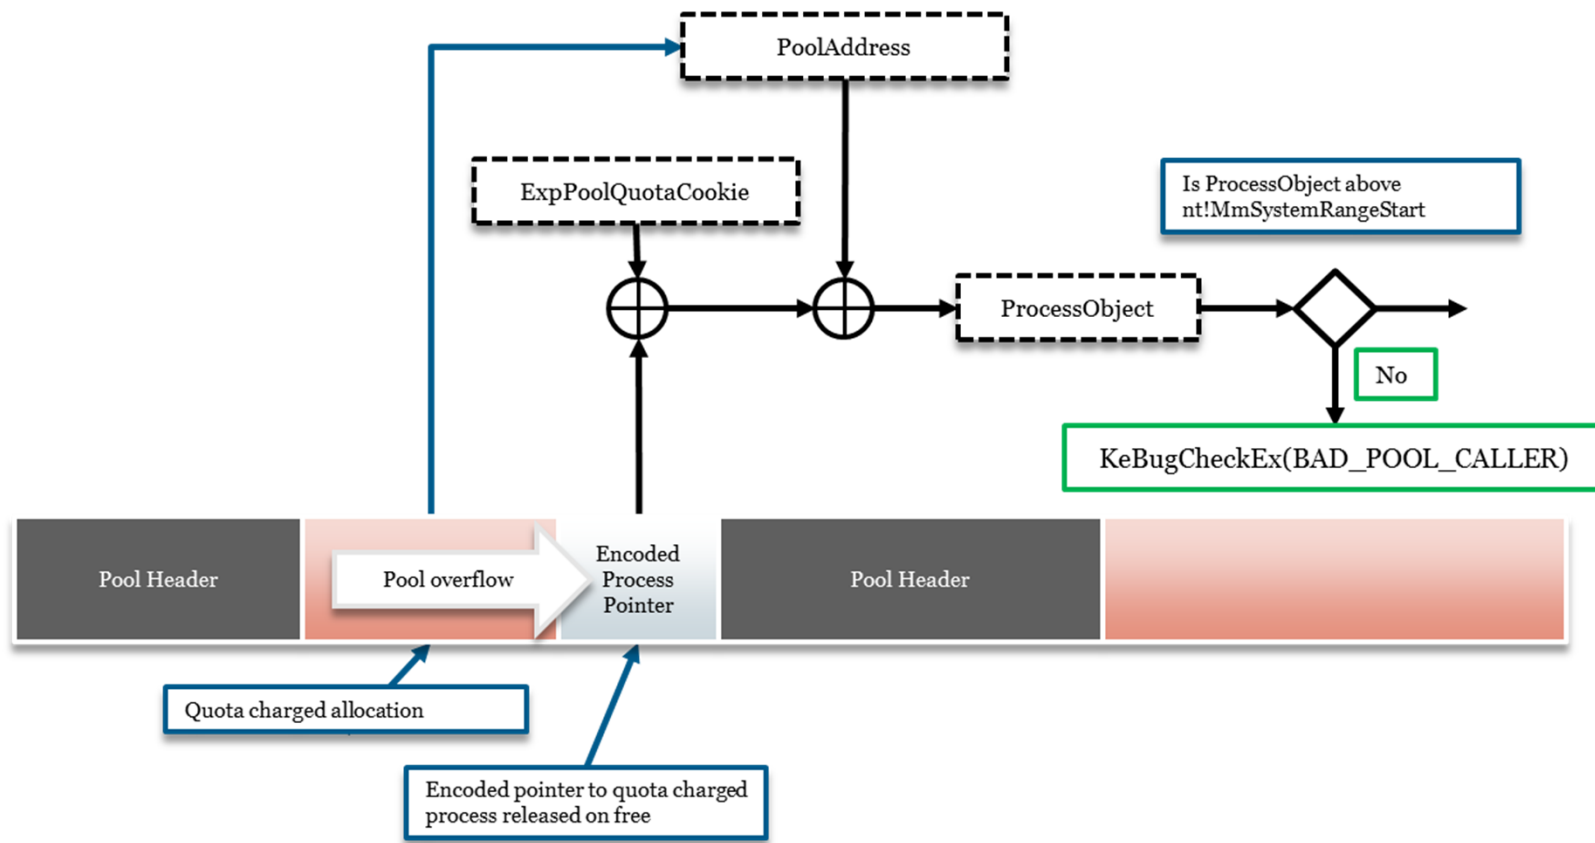 PoolAddress
ExpPoolQuotaCookie
Is ProcessObject above
nt!MmSystemRangeStart
ProcessObject
No
KeBugCheckEx(BAD_POOL_CALLER)
Pool Header
Pool overflow
Encoded
Process
Pointer
Pool Header
Quota charged allocation
Encoded pointer to quota charged
process released on free